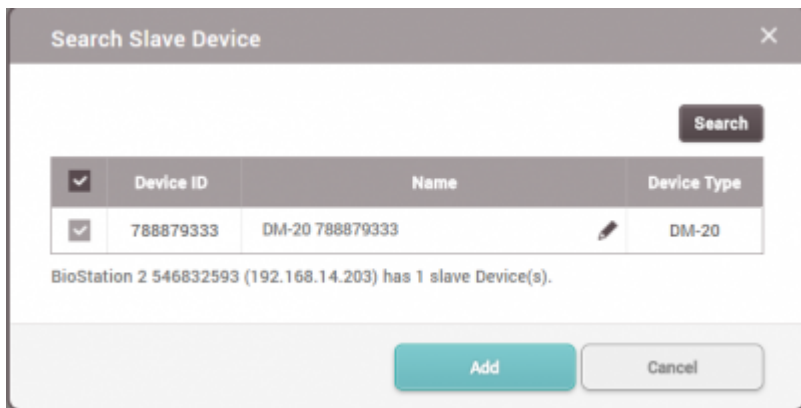 Search Slave Device
Search
Device ID Name Device Type
788879333 DM-20 788879333 DM-20
BioStation 2 546832593 (192.168.14.203) has 1 slave Device(s).
Add Cancel